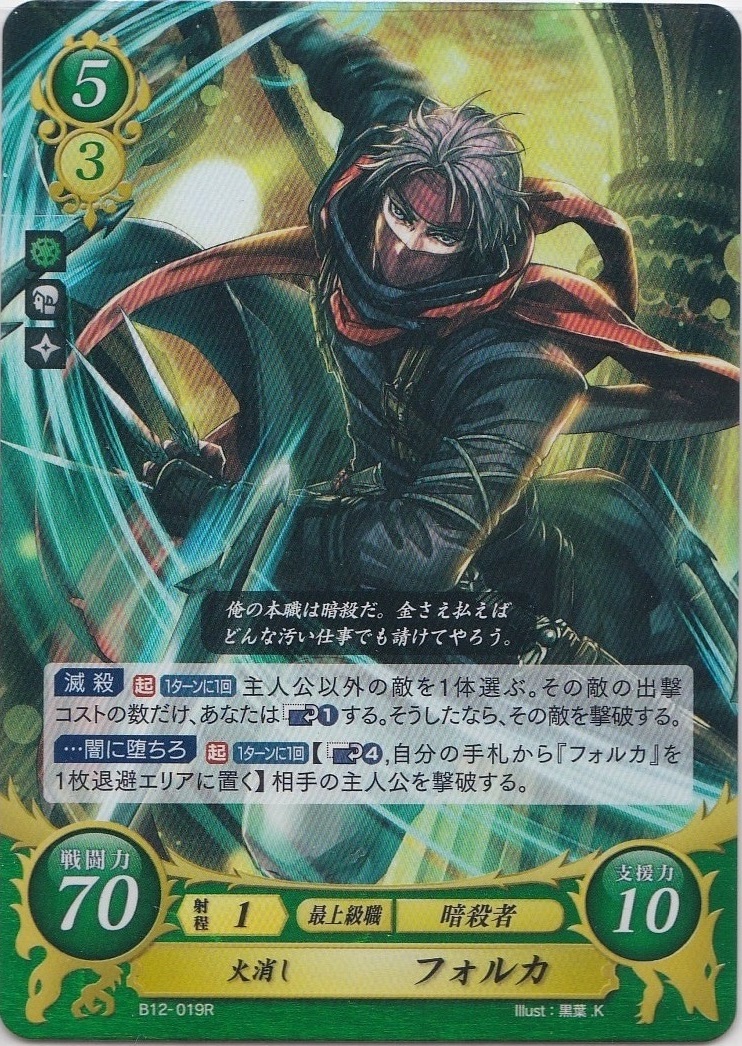 5
3
俺の本職は暗殺だ。金さえ払えば
どんな汚い仕事でも請けてやろう。
滅殺 起 1ターンに1回 主人公以外の敵を1体選ぶ。その敵の出撃
コストの数だけ、あなたは1する。そうしたなら、その敵を撃破する。
…闇に堕ちろ 起 1ターンに1回【4,自分の手札から『フォルカ』を
1枚退避エリアに置く】相手の主人公を撃破する。
戦闘力
70
射程 1 最上級職 暗殺者
支援力
10
火消し フォルカ
B12-019R Illust：黒葉.K